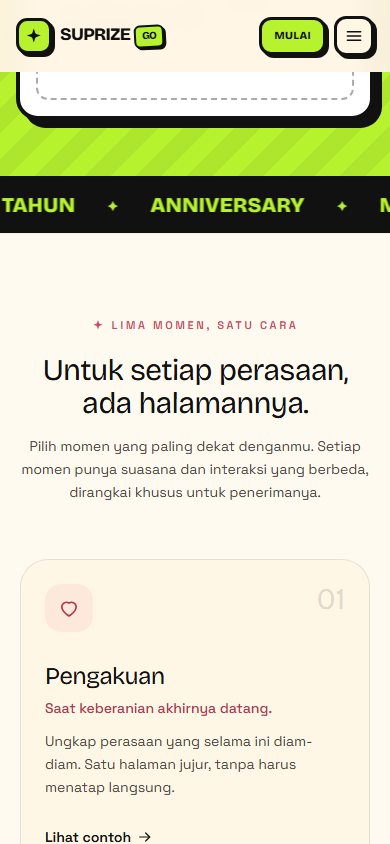 SUPRIZE GO
MULAI
TAHUN ✦ ANNIVERSARY ✦
✦ LIMA MOMEN, SATU CARA
Untuk setiap perasaan,
ada halamannya.
Pilih momen yang paling dekat denganmu. Setiap
momen punya suasana dan interaksi yang berbeda,
dirangkai khusus untuk penerimanya.
01
Pengakuan
Saat keberanian akhirnya datang.
Ungkap perasaan yang selama ini diam-
diam. Satu halaman jujur, tanpa harus
menatap langsung.
Lihat contoh →